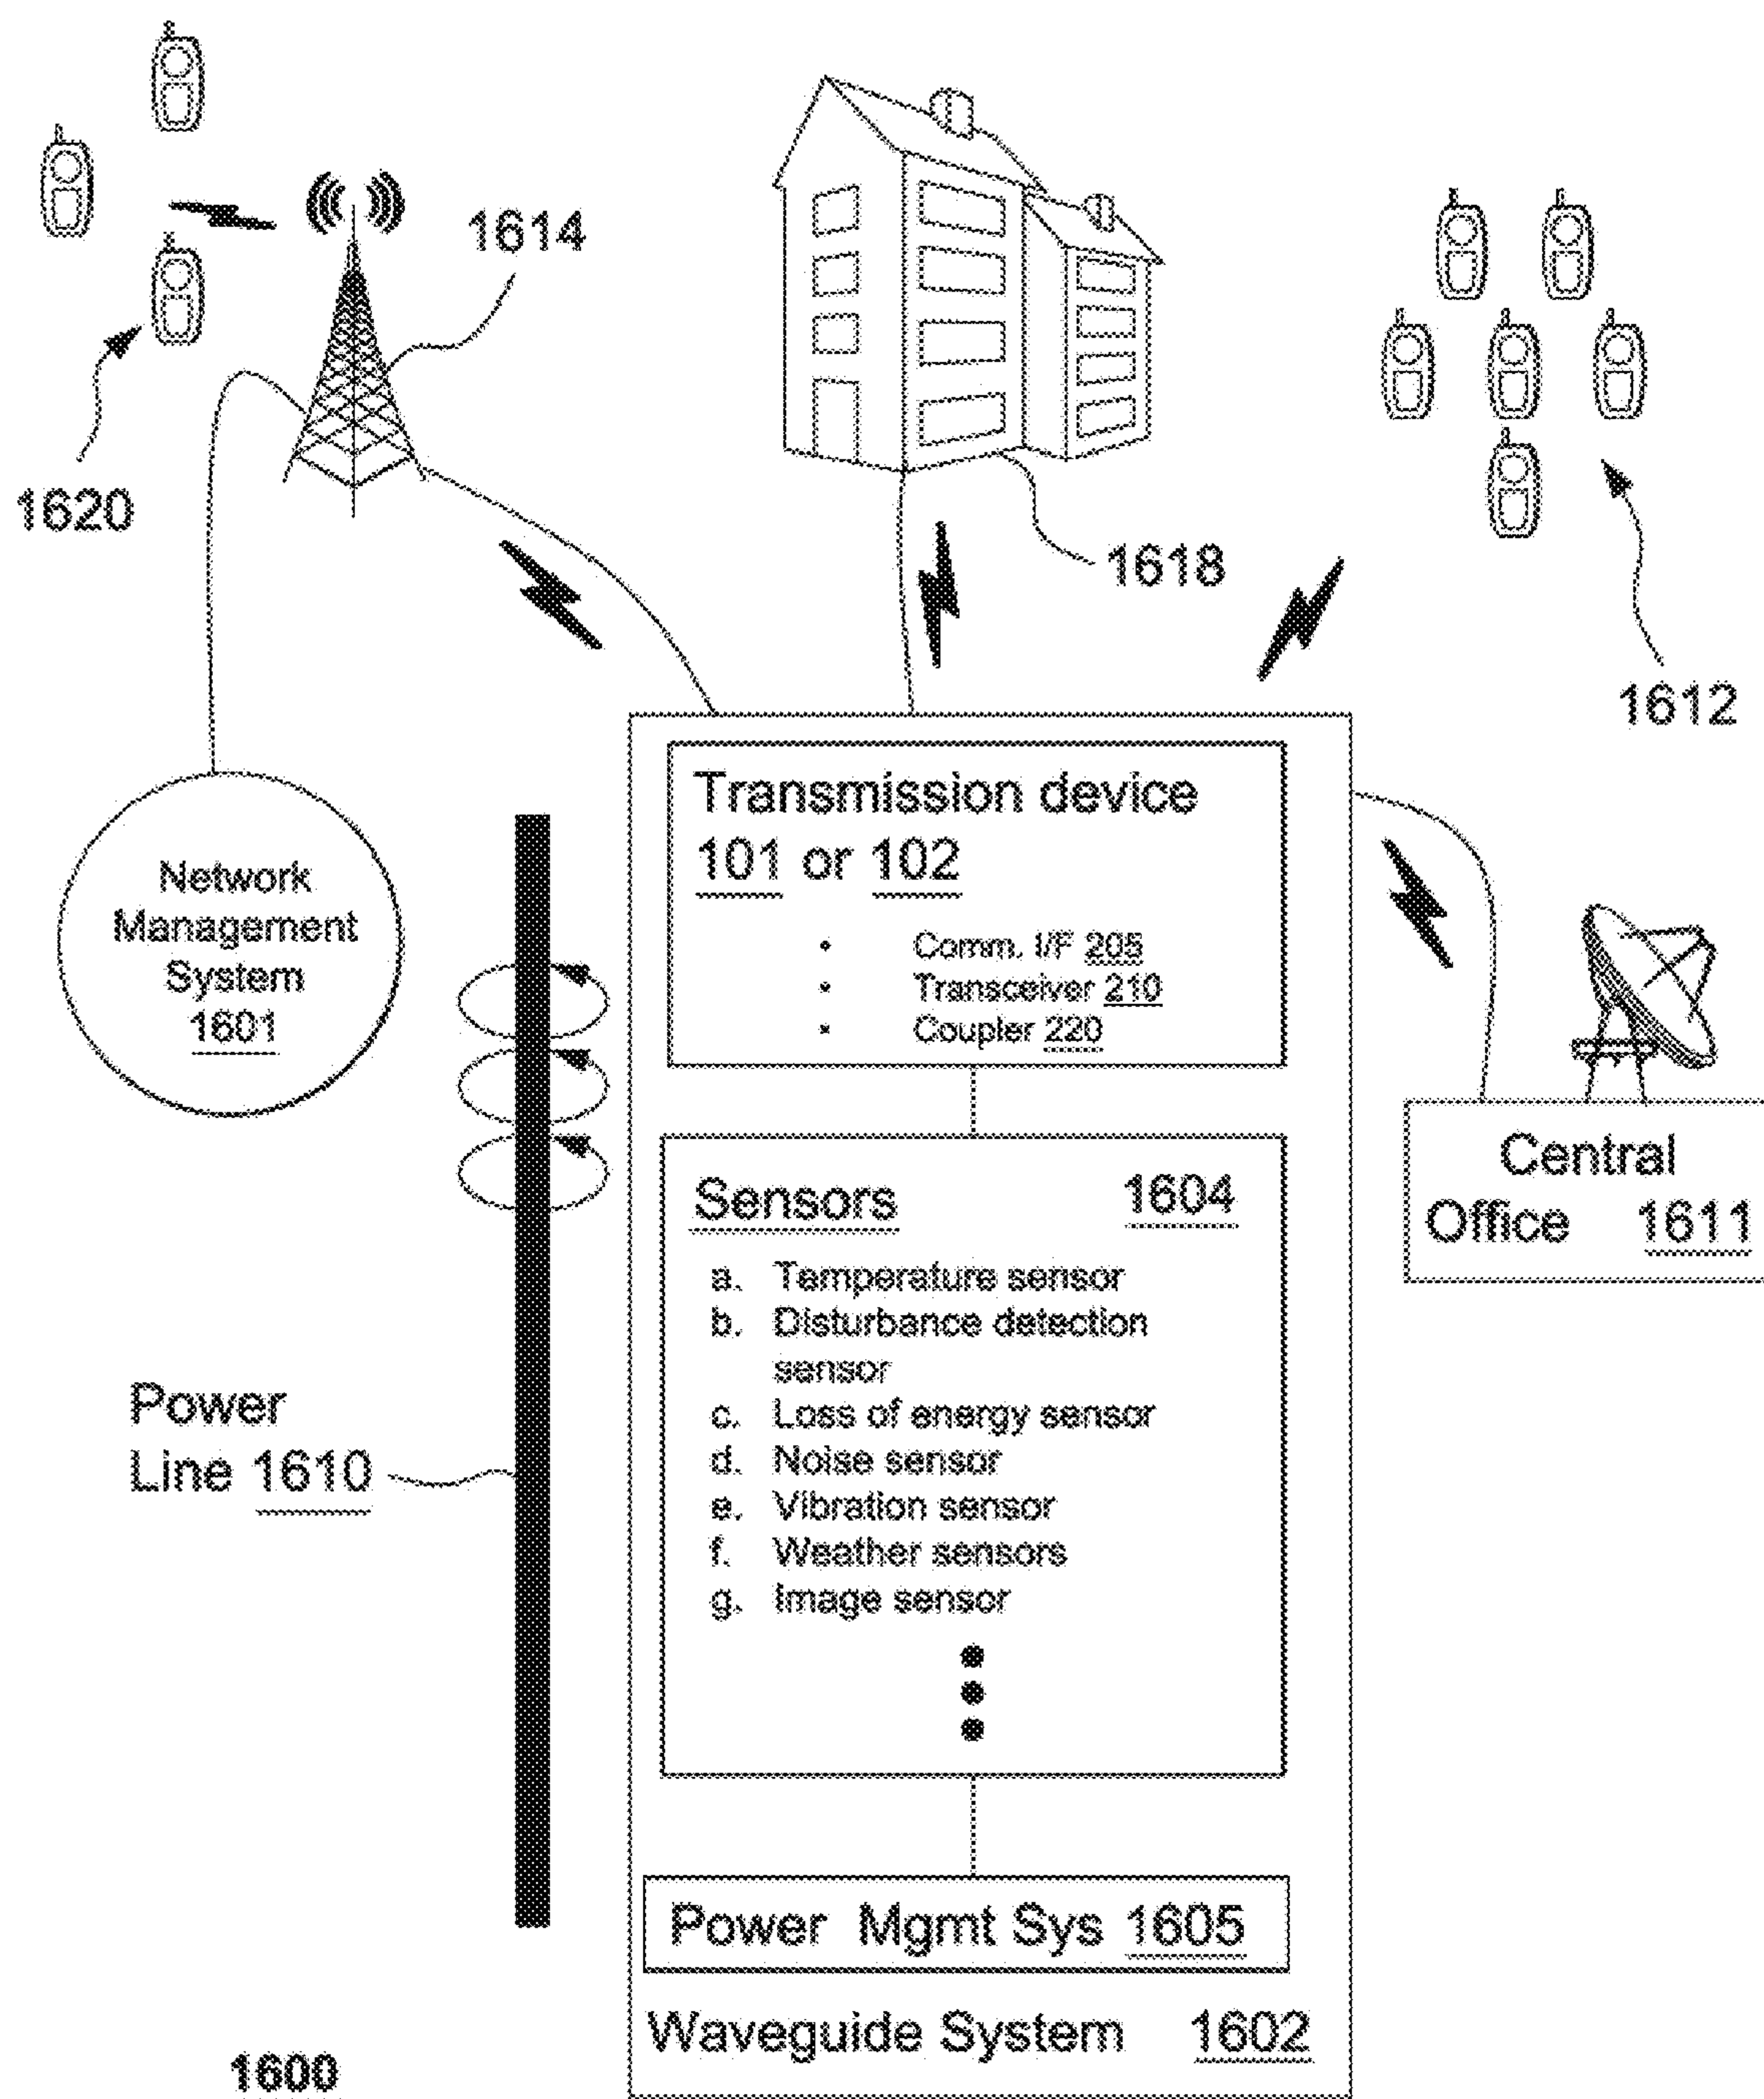 1614
1620
1618
1612
Transmission device
101 or 102
• Comm. I/F 205
• Transceiver 210
• Coupler 220
Network
Management
System
1601
Sensors 1604
a. Temperature sensor
b. Disturbance detection
sensor
c. Loss of energy sensor
d. Noise sensor
e. Vibration sensor
f. Weather sensors
g. Image sensor
Central
Office 1611
Power
Line 1610
Power Mgmt Sys 1605
Waveguide System 1602
1600